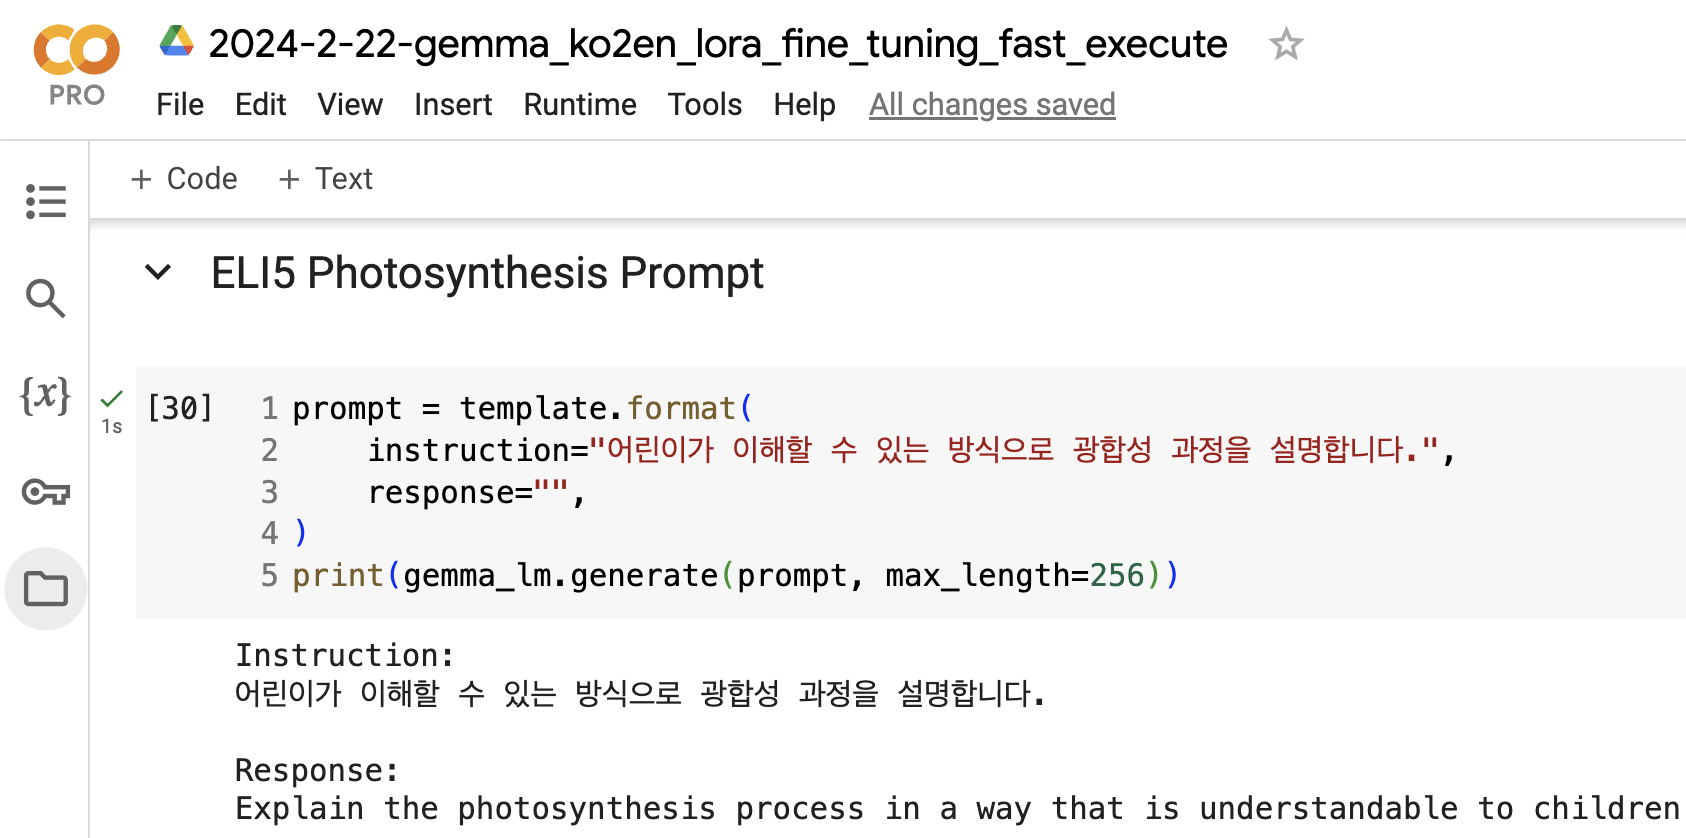 CO
PRO
2024-2-22-gemma_ko2en_lora_fine_tuning_fast_execute
File Edit View Insert Runtime Tools Help All changes saved
+ Code + Text
ELI5 Photosynthesis Prompt
{x}
1s
[30]
1 prompt = template.format(
2     instruction="어린이가 이해할 수 있는 방식으로 광합성 과정을 설명합니다.",
3     response="",
4 )
5 print(gemma_lm.generate(prompt, max_length=256))
Instruction:
어린이가 이해할 수 있는 방식으로 광합성 과정을 설명합니다.
Response:
Explain the photosynthesis process in a way that is understandable to children